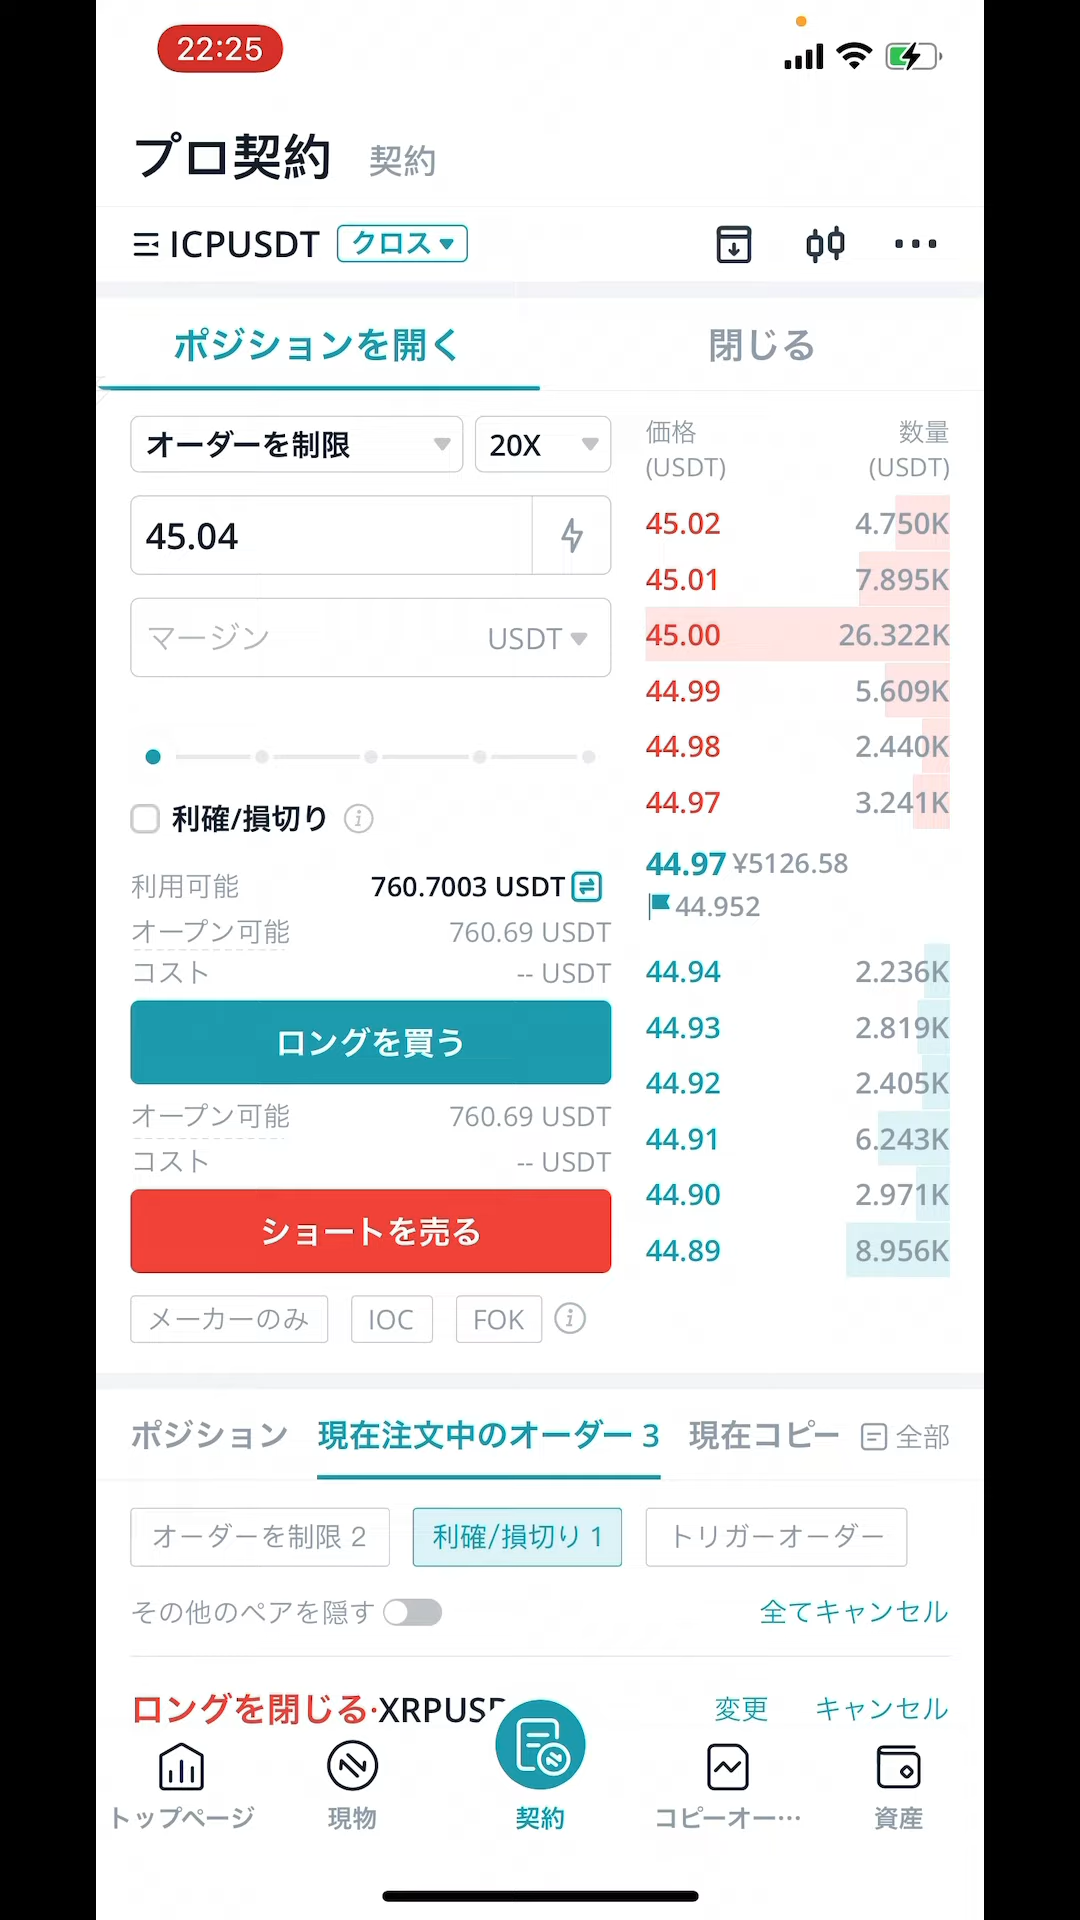 22:25
プロ契約 契約
ICPUSDT クロス
ポジションを開く 閉じる
オーダーを制限 20X
価格 数量
(USDT) (USDT)
45.04
マージン USDT
45.02 4.750K
45.01 7.895K
45.00 26.322K
44.99 5.609K
44.98 2.440K
44.97 3.241K
44.97 ¥5126.58
44.952
44.94 2.236K
44.93 2.819K
44.92 2.405K
44.91 6.243K
44.90 2.971K
44.89 8.956K
利確/損切り
利用可能 760.7003 USDT
オープン可能 760.69 USDT
コスト -- USDT
ロングを買う
オープン可能 760.69 USDT
コスト -- USDT
ショートを売る
メーカーのみ IOC FOK
ポジション 現在注文中のオーダー 3 現在コピー 全部
オーダーを制限 2 利確/損切り 1 トリガーオーダー
その他のペアを隠す 全てキャンセル
ロングを閉じる·XRPUS 変更 キャンセル
トップページ 現物 契約 コピーオー… 資産